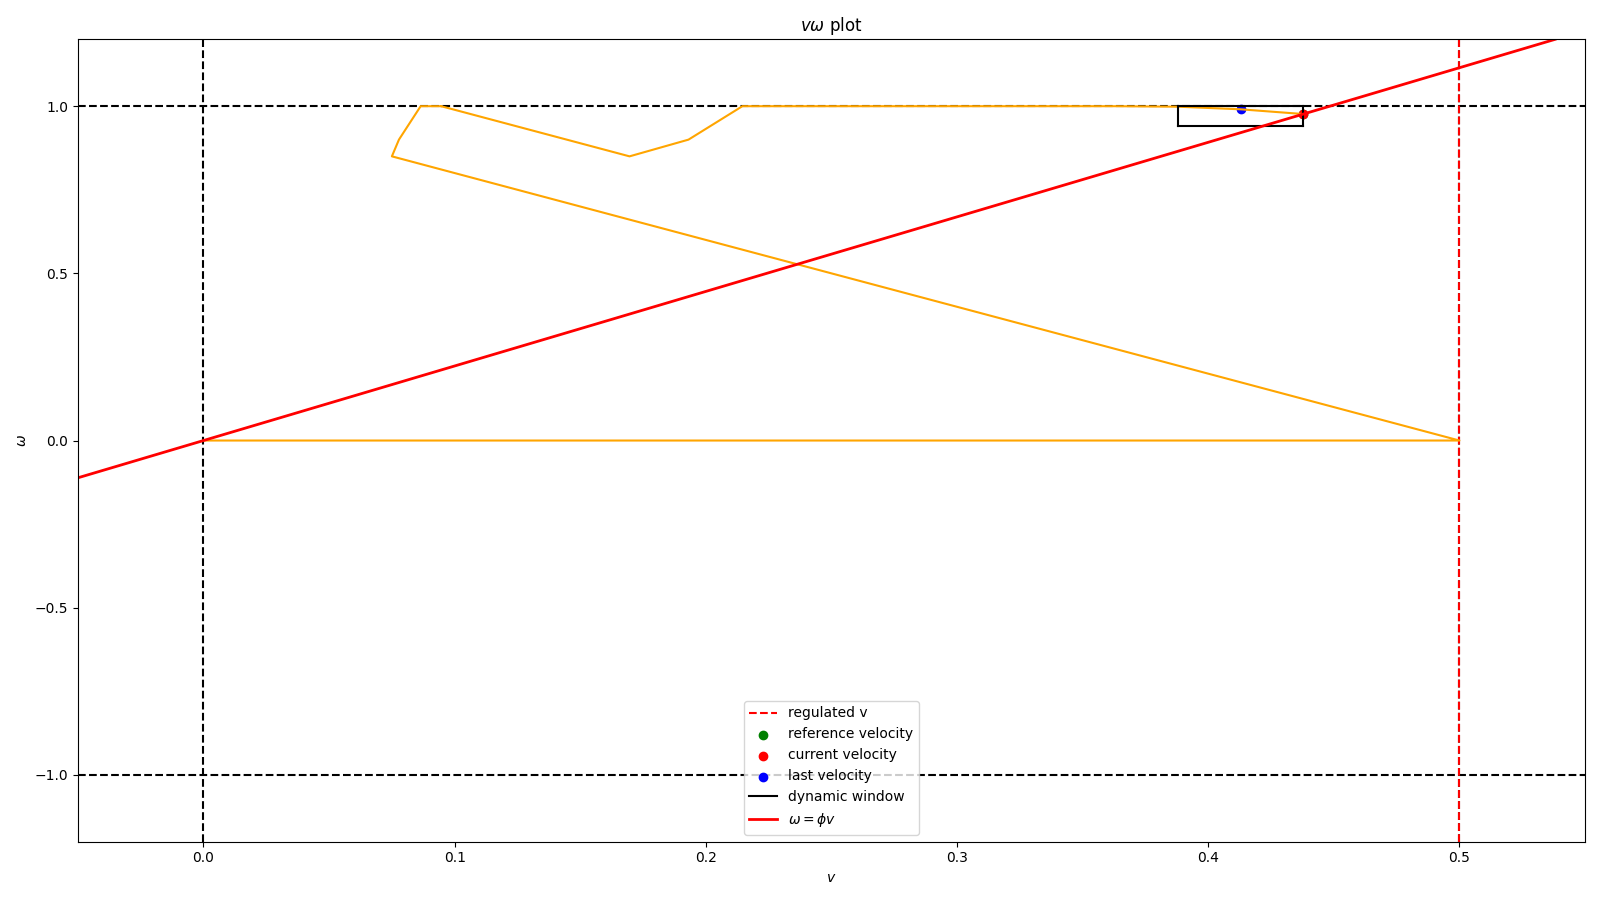 vω plot
1.0
0.5
0.0
−0.5
−1.0
ω
0.0 0.1 0.2 0.3 0.4 0.5
v
regulated v
reference velocity
current velocity
last velocity
dynamic window
ω = ϕv